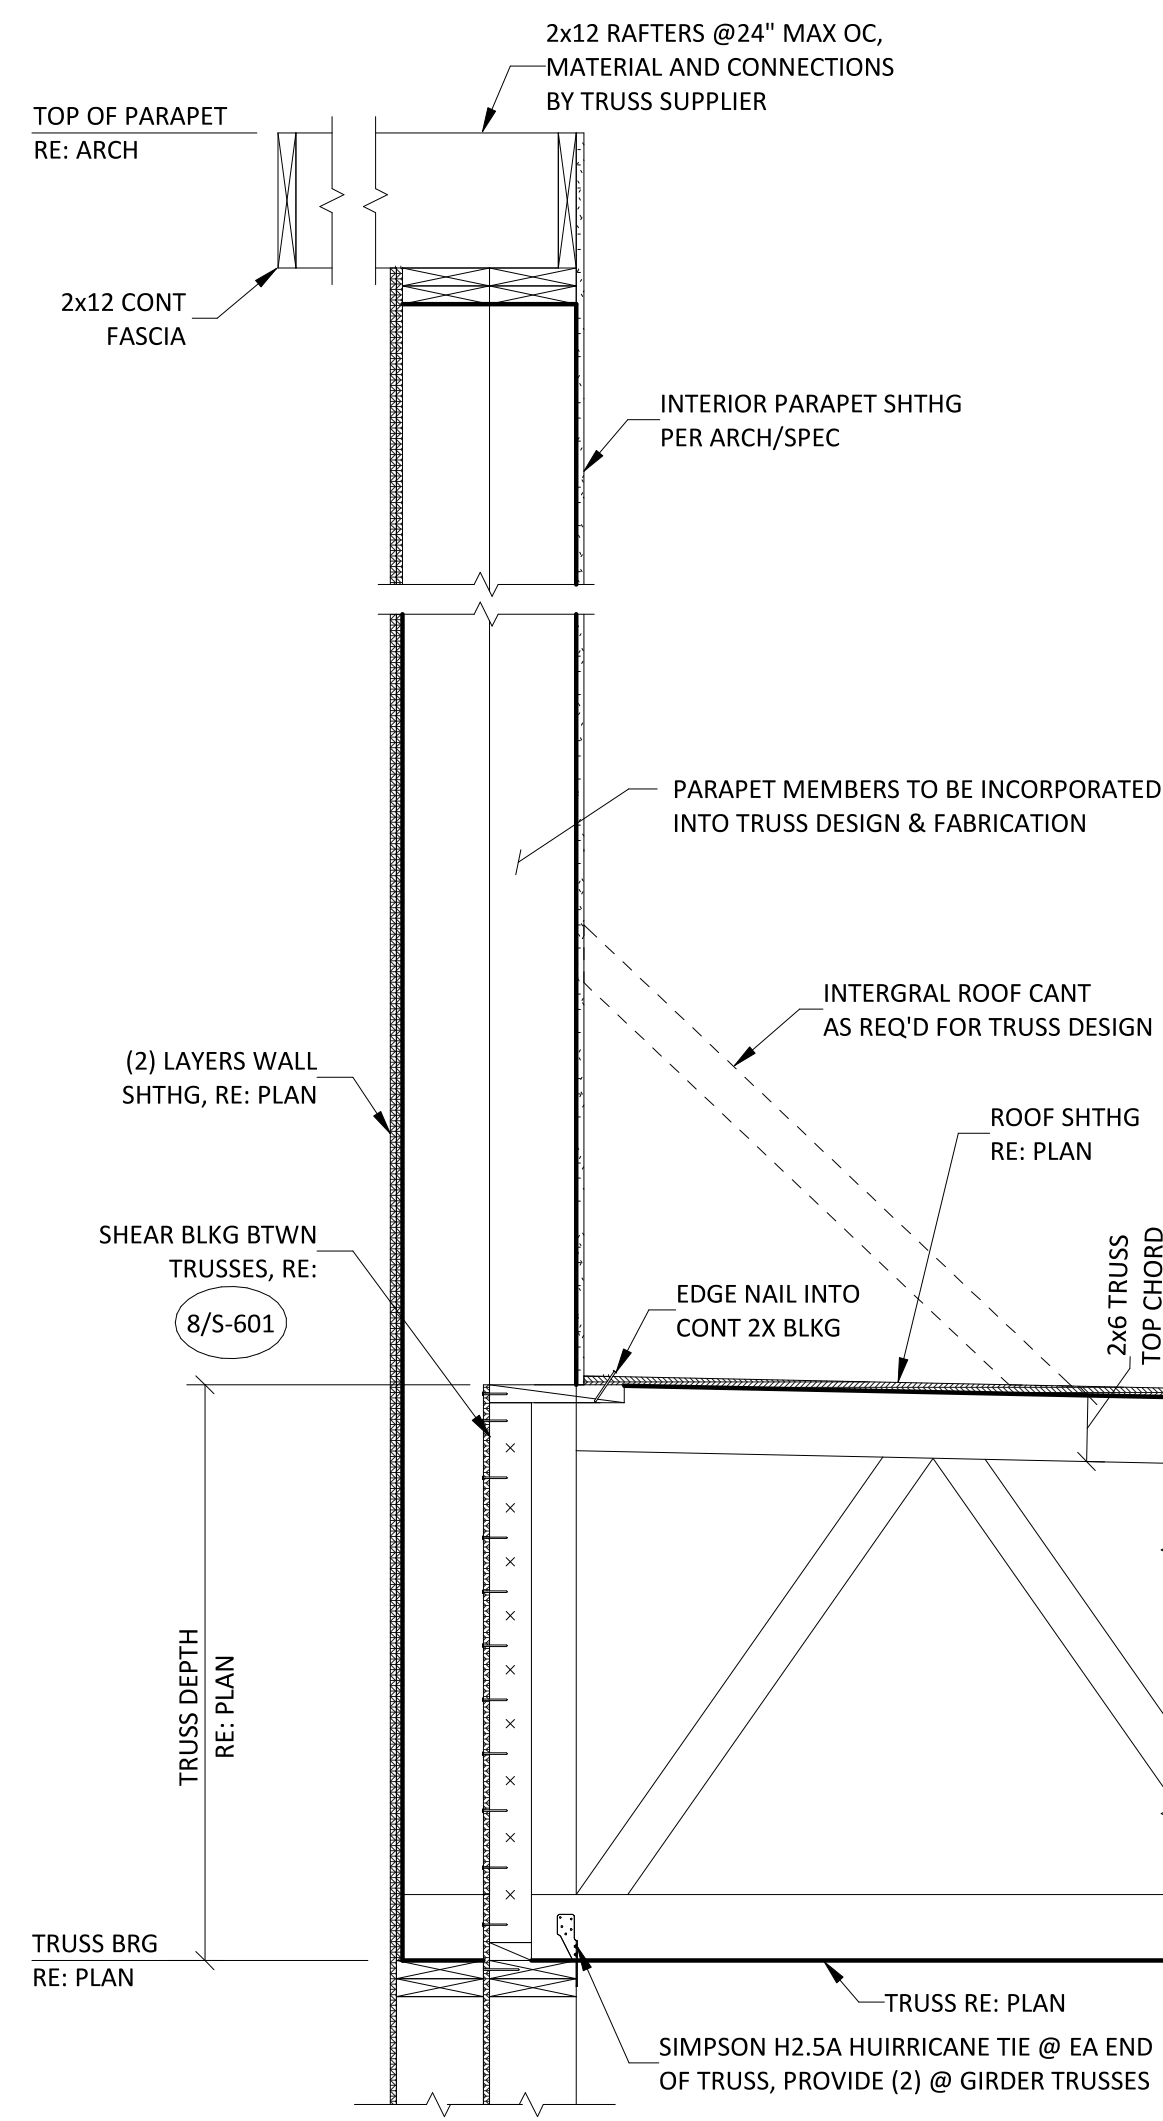 2x12 RAFTERS @24" MAX OC,
MATERIAL AND CONNECTIONS
BY TRUSS SUPPLIER
TOP OF PARAPET
RE: ARCH
2x12 CONT
FASCIA
INTERIOR PARAPET SHTHG
PER ARCH/SPEC
PARAPET MEMBERS TO BE INCORPORATED
INTO TRUSS DESIGN & FABRICATION
INTERGRAL ROOF CANT
AS REQ'D FOR TRUSS DESIGN
(2) LAYERS WALL
SHTHG, RE: PLAN
ROOF SHTHG
RE: PLAN
SHEAR BLKG BTWN
TRUSSES, RE:
8/S-601
EDGE NAIL INTO
CONT 2X BLKG
2x6 TRUSS
TOP CHORD
TRUSS DEPTH
RE: PLAN
TRUSS BRG
RE: PLAN
TRUSS RE: PLAN
SIMPSON H2.5A HUIRRICANE TIE @ EA END
OF TRUSS, PROVIDE (2) @ GIRDER TRUSSES